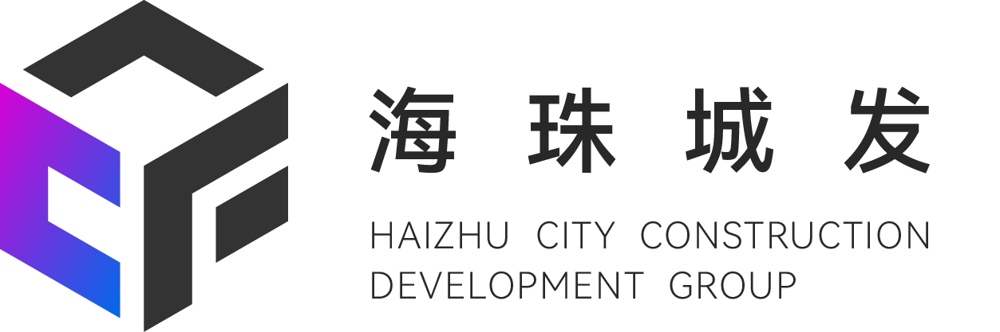 海珠城发
HAIZHU CITY CONSTRUCTION
DEVELOPMENT GROUP